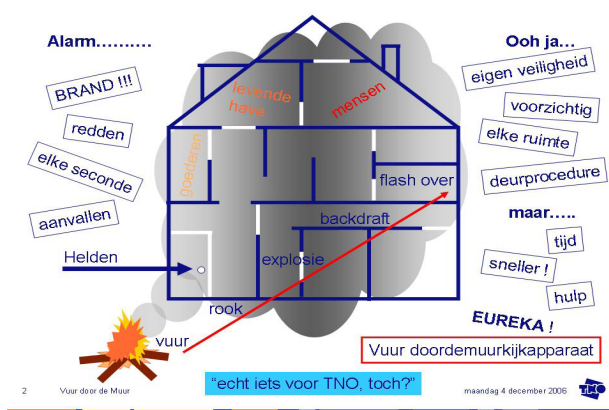 Alarm..........
BRAND !!!
redden
elke seconde
aanvallen
Helden
levende
have
mensen
goederen
flash over
backdraft
explosie
rook
vuur
Ooh ja...
eigen veiligheid
voorzichtig
elke ruimte
deurprocedure
maar.....
tijd
sneller !
hulp
EUREKA !
Vuur doordemuurkijkapparaat
“echt iets voor TNO, toch?”
2
Vuur door de Muur
maandag 4 december 2006
TNO